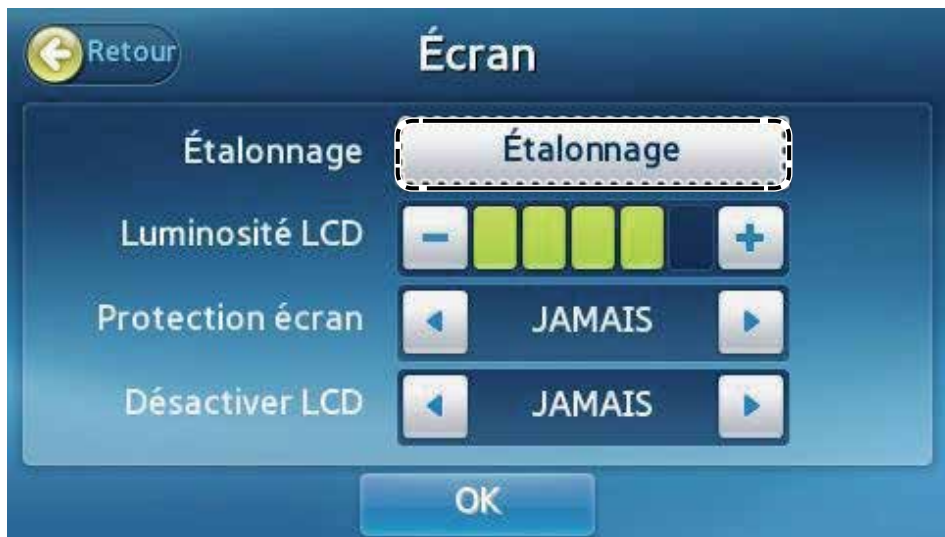 Retour
Écran
Étalonnage Étalonnage
Luminosité LCD - +
Protection écran JAMAIS
Désactiver LCD JAMAIS
OK